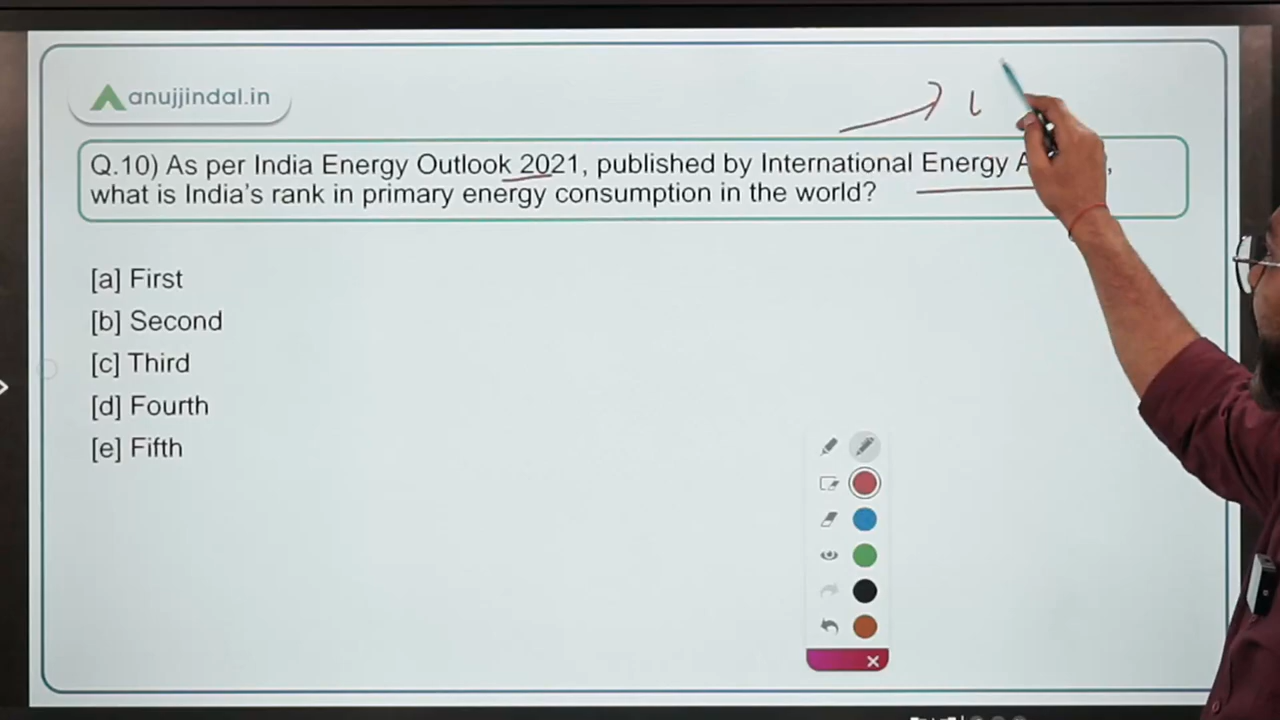 anujjindal.in
Q.10) As per India Energy Outlook 2021, published by International Energy
what is India's rank in primary energy consumption in the world?
[a] First
[b] Second
[c] Third
[d] Fourth
[e] Fifth